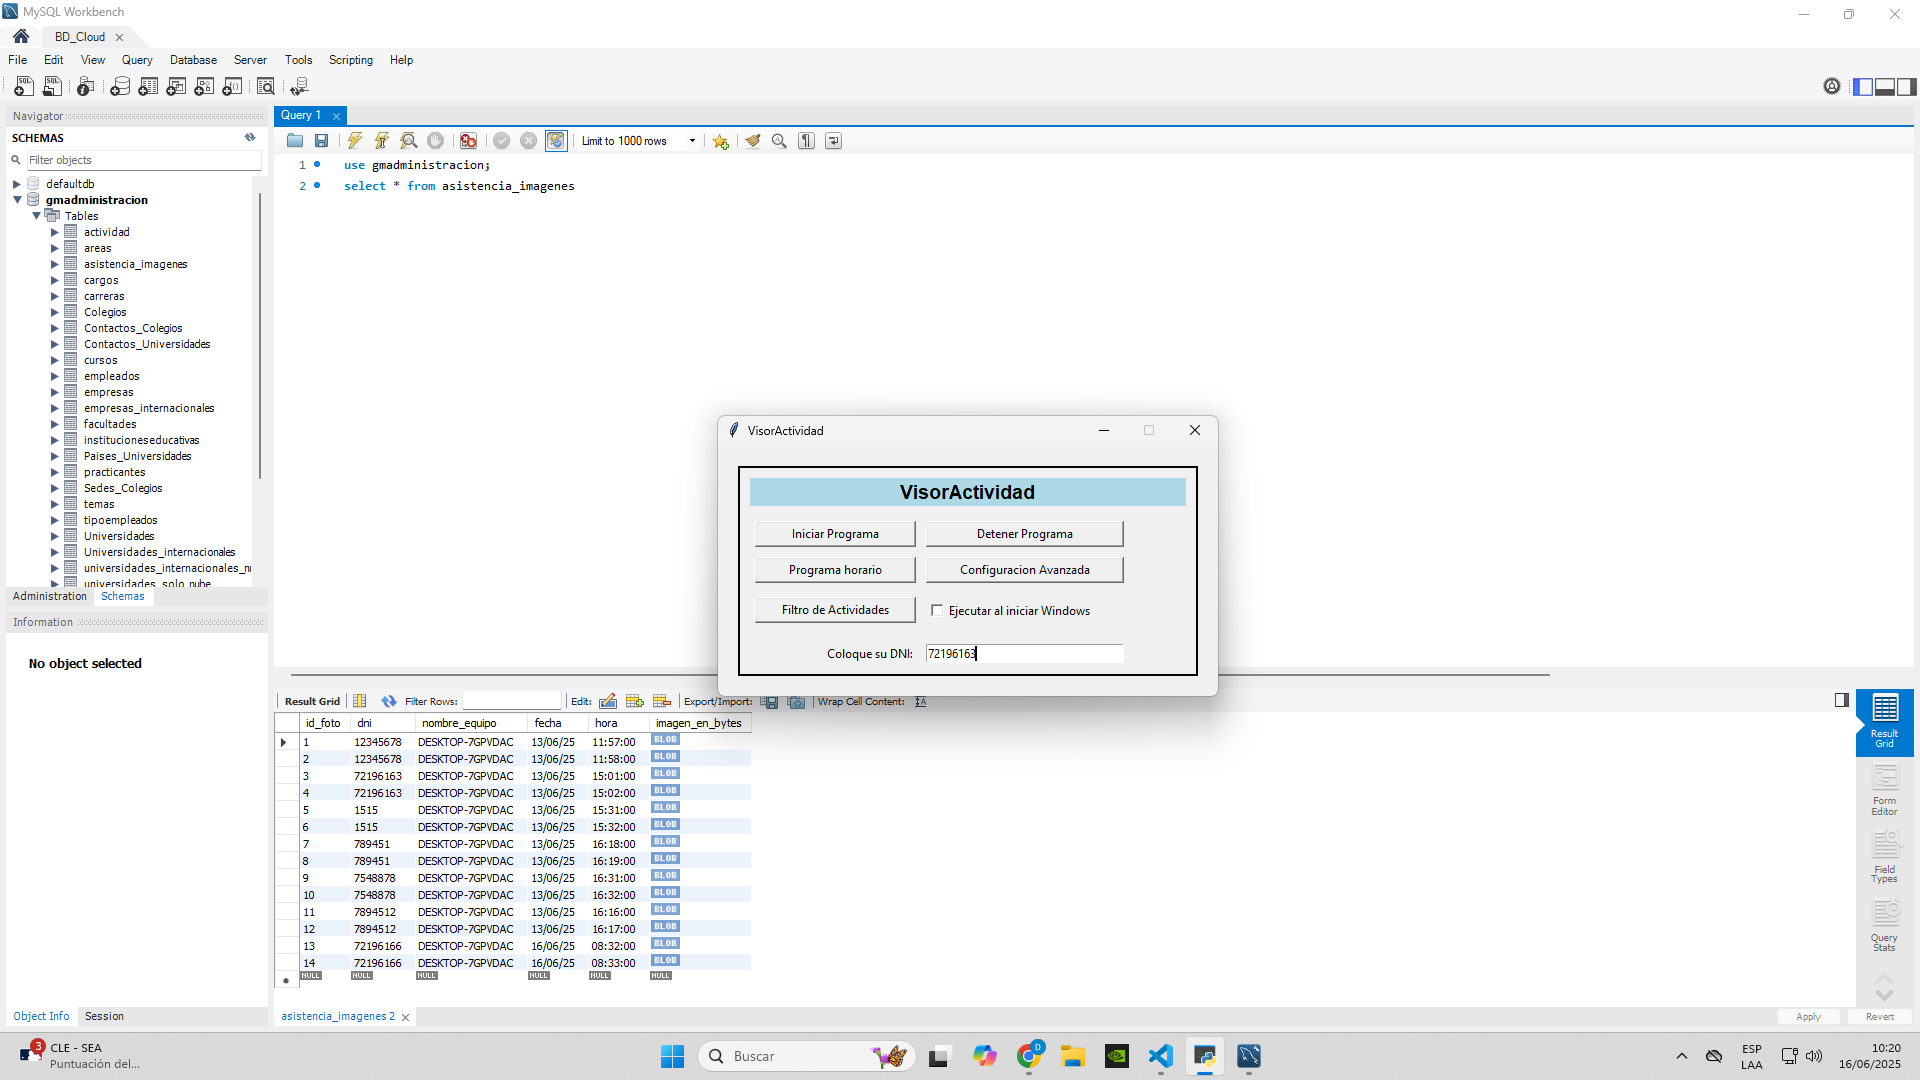 MySQL Workbench
BD_Cloud
File Edit View Query Database Server Tools Scripting Help
Navigator
SCHEMAS
Filter objects
defaultdb
gmadministracion
Tables
actividad
areas
asistencia_imagenes
cargos
carreras
Colegios
Contactos_Colegios
Contactos_Universidades
cursos
empleados
empresas
empresas_internacionales
facultades
institucioneseducativas
Paises_Universidades
practicantes
Sedes_Colegios
temas
tipoempleados
Universidades
Universidades_internacionales
universidades_internacionales_nu
universidades_solo_nube
Administration Schemas
Information
No object selected
Object Info Session
Query 1
Limit to 1000 rows
1 use gmadministracion;
2 select * from asistencia_imagenes
VisorActividad
VisorActividad
Iniciar Programa Detener Programa
Programa horario Configuracion Avanzada
Filtro de Actividades Ejecutar al iniciar Windows
Coloque su DNI: 72196163
Result Grid Filter Rows: Edit: Export/Import: Wrap Cell Content:
id_foto dni nombre_equipo fecha hora imagen_en_bytes
1 12345678 DESKTOP-7GPVDAC 13/06/25 11:57:00 BLOB
2 12345678 DESKTOP-7GPVDAC 13/06/25 11:58:00 BLOB
3 72196163 DESKTOP-7GPVDAC 13/06/25 15:01:00 BLOB
4 72196163 DESKTOP-7GPVDAC 13/06/25 15:02:00 BLOB
5 1515 DESKTOP-7GPVDAC 13/06/25 15:31:00 BLOB
6 1515 DESKTOP-7GPVDAC 13/06/25 15:32:00 BLOB
7 789451 DESKTOP-7GPVDAC 13/06/25 16:18:00 BLOB
8 789451 DESKTOP-7GPVDAC 13/06/25 16:19:00 BLOB
9 7548878 DESKTOP-7GPVDAC 13/06/25 16:31:00 BLOB
10 7548878 DESKTOP-7GPVDAC 13/06/25 16:32:00 BLOB
11 7894512 DESKTOP-7GPVDAC 13/06/25 16:16:00 BLOB
12 7894512 DESKTOP-7GPVDAC 13/06/25 16:17:00 BLOB
13 72196166 DESKTOP-7GPVDAC 16/06/25 08:32:00 BLOB
14 72196166 DESKTOP-7GPVDAC 16/06/25 08:33:00 BLOB
NULL NULL NULL NULL NULL NULL
Result
Grid
Form
Editor
Field
Types
Query
Stats
asistencia_imagenes 2
Apply Revert
3
CLE - SEA
Puntuación del...
Buscar
D
ESP
LAA
10:20
16/06/2025